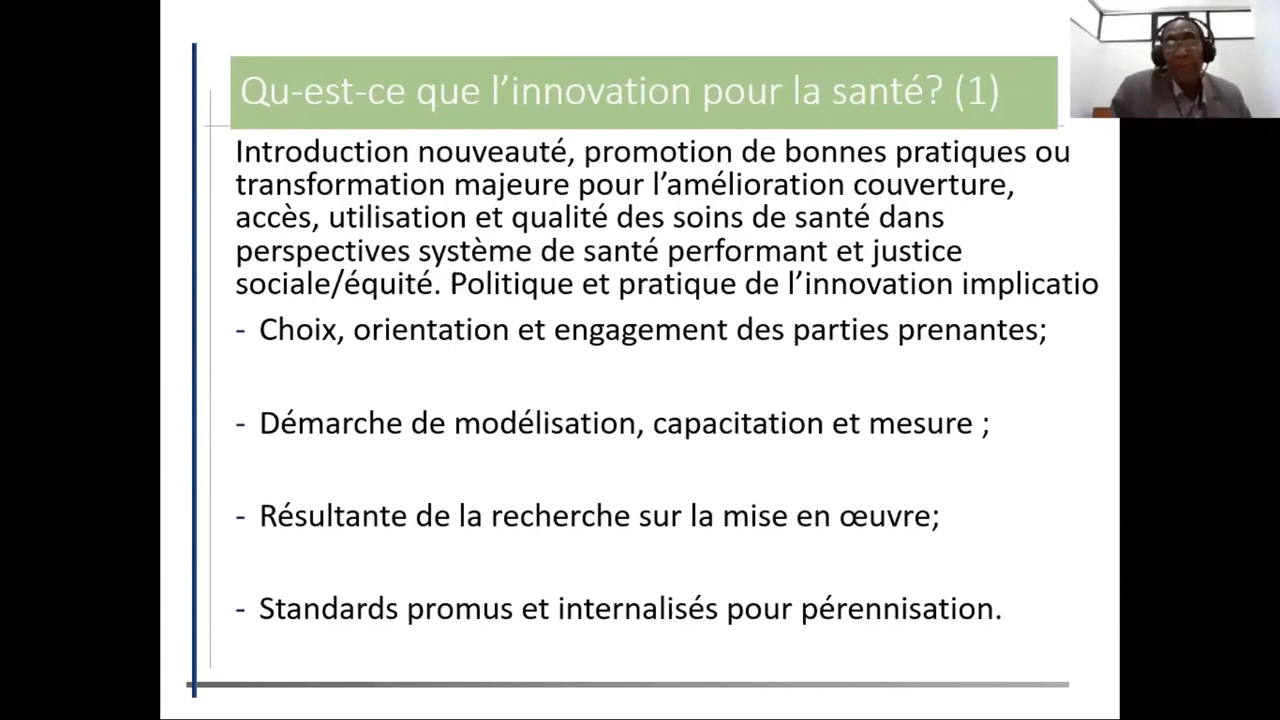 Qu-est-ce que l’innovation pour la santé? (1)
Introduction nouveauté, promotion de bonnes pratiques ou
transformation majeure pour l’amélioration couverture,
accès, utilisation et qualité des soins de santé dans
perspectives système de santé performant et justice
sociale/équité. Politique et pratique de l’innovation implicatio
- Choix, orientation et engagement des parties prenantes;
- Démarche de modélisation, capacitation et mesure ;
- Résultante de la recherche sur la mise en œuvre;
- Standards promus et internalisés pour pérennisation.